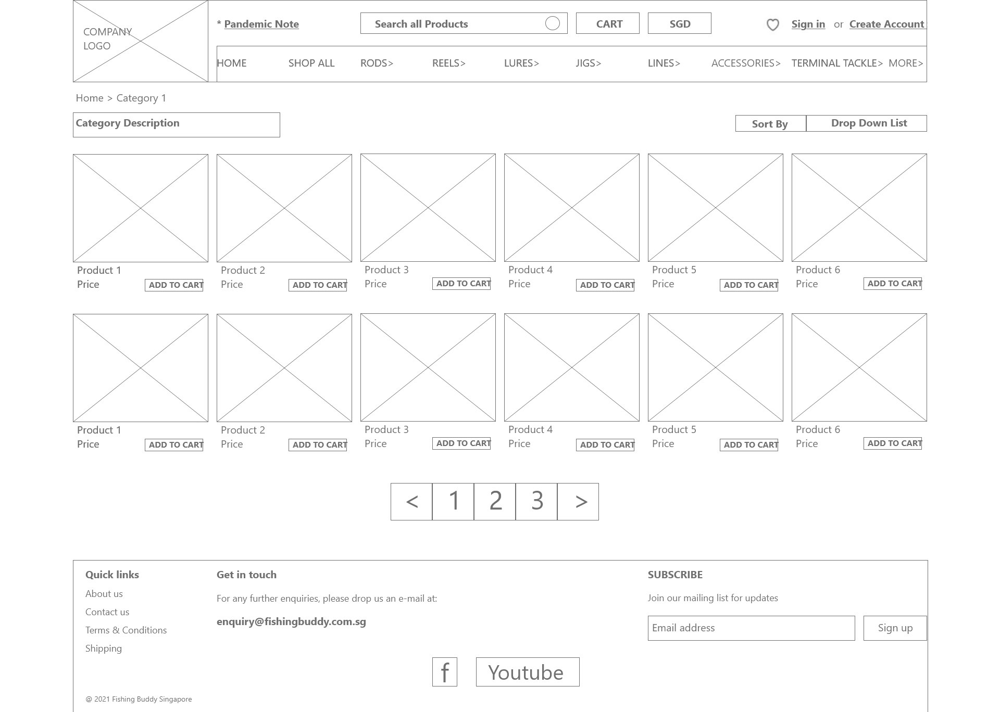 COMPANY
LOGO
* Pandemic Note
Search all Products
CART
SGD
Sign in or Create Account
HOME
SHOP ALL
RODS>
REELS>
LURES>
JIGS>
LINES>
ACCESSORIES>
TERMINAL TACKLE>
MORE>
Home > Category 1
Category Description
Sort By
Drop Down List
Product 1
Price
ADD TO CART
Product 2
Price
ADD TO CART
Product 3
Price
ADD TO CART
Product 4
Price
ADD TO CART
Product 5
Price
ADD TO CART
Product 6
Price
ADD TO CART
Product 1
Price
ADD TO CART
Product 2
Price
ADD TO CART
Product 3
Price
ADD TO CART
Product 4
Price
ADD TO CART
Product 5
Price
ADD TO CART
Product 6
Price
ADD TO CART
< 1 2 3 >
Quick links
About us
Contact us
Terms & Conditions
Shipping
Get in touch
For any further enquiries, please drop us an e-mail at:
enquiry@fishingbuddy.com.sg
SUBSCRIBE
Join our mailing list for updates
Email address
Sign up
f
Youtube
@ 2021 Fishing Buddy Singapore